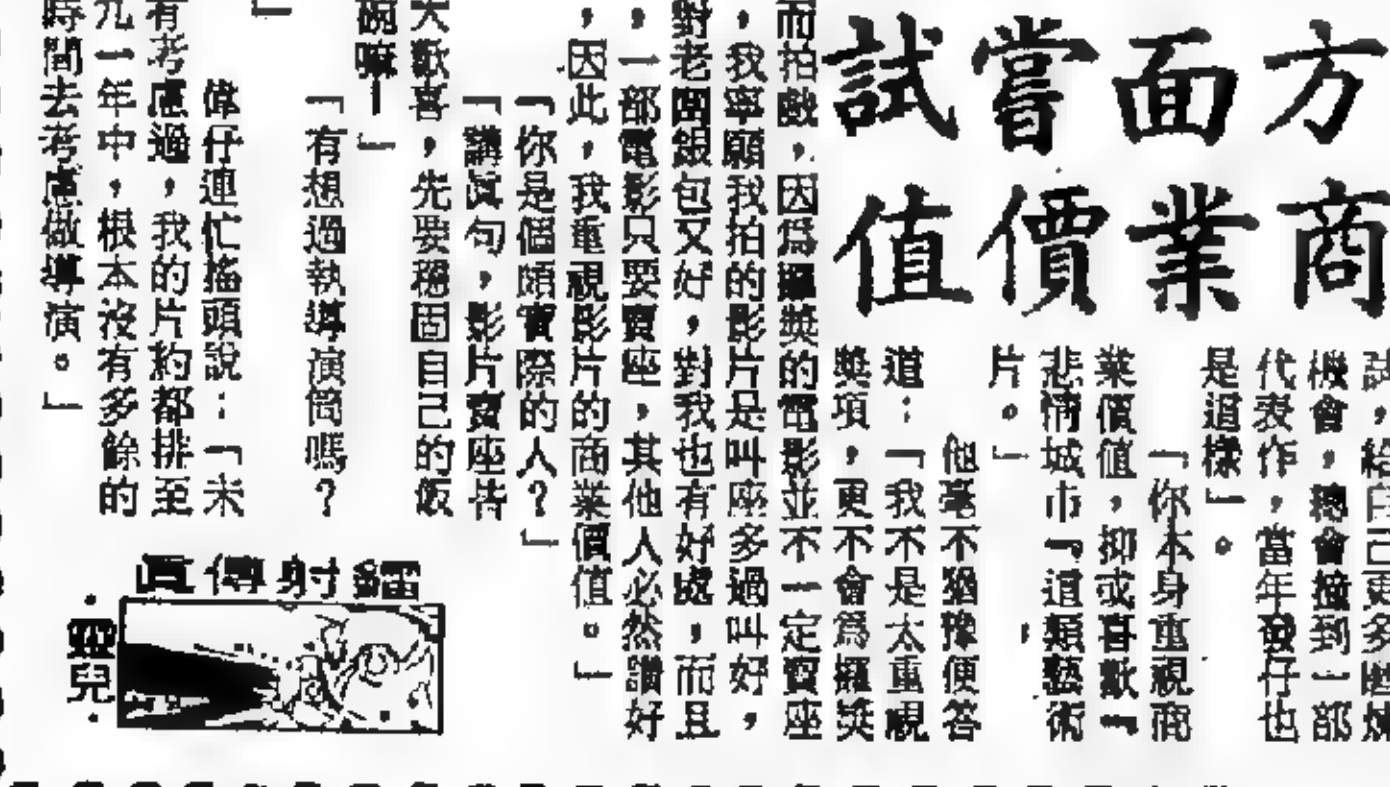 方面嘗試
商業價值
試，給自己更多磨煉
機會，總會撞到一部
代表作，當年發仔也
是這樣」。
「你本身重視商
業價值，抑或喜歡『
悲情城市』這類藝術
片。」
他毫不猶豫便答
道：「我不是太重視
獎項，更不會爲攞獎
而拍戲，因爲攞獎的電影並不一定賣座
，我寧願我拍的影片是叫座多過叫好，
對老闆銀包又好，對我也有好處，而且
，一部電影只要賣座，其他人必然讚好
，因此，我重視影片的商業價值。」
「你是個頗實際的人？」
「講眞句，影片賣座皆
大歡喜，先要穩固自己的飯
碗嘛！」
「有想過執導演筒嗎？
」
偉仔連忙搖頭說：「未
有考慮過，我的片約都排至
九一年中，根本沒有多餘的
時間去考慮做導演。」
鐳射傳眞
·靈兒·